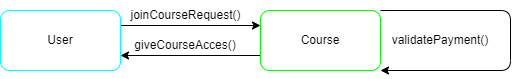 joinCourseRequest()
User
giveCourseAcces()
Course
validatePayment()